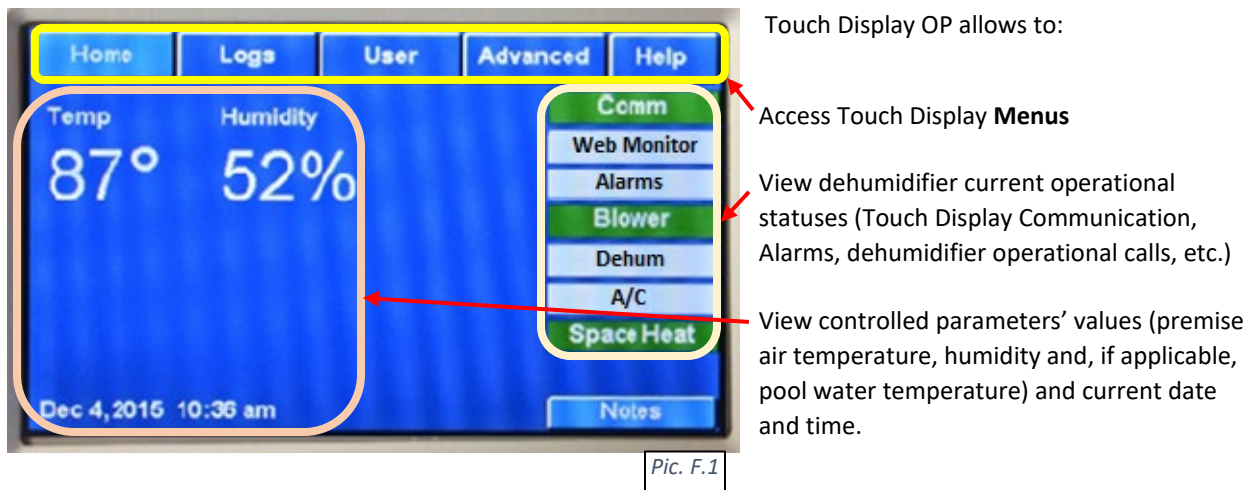 Home Logs User Advanced Help
Temp Humidity
87° 52%
Comm
Web Monitor
Alarms
Blower
Dehum
A/C
Space Heat
Dec 4, 2015 10:36 am
Notes
Pic. F.1
Touch Display OP allows to:
Access Touch Display Menus
View dehumidifier current operational
statuses (Touch Display Communication,
Alarms, dehumidifier operational calls, etc.)
View controlled parameters’ values (premise
air temperature, humidity and, if applicable,
pool water temperature) and current date
and time.